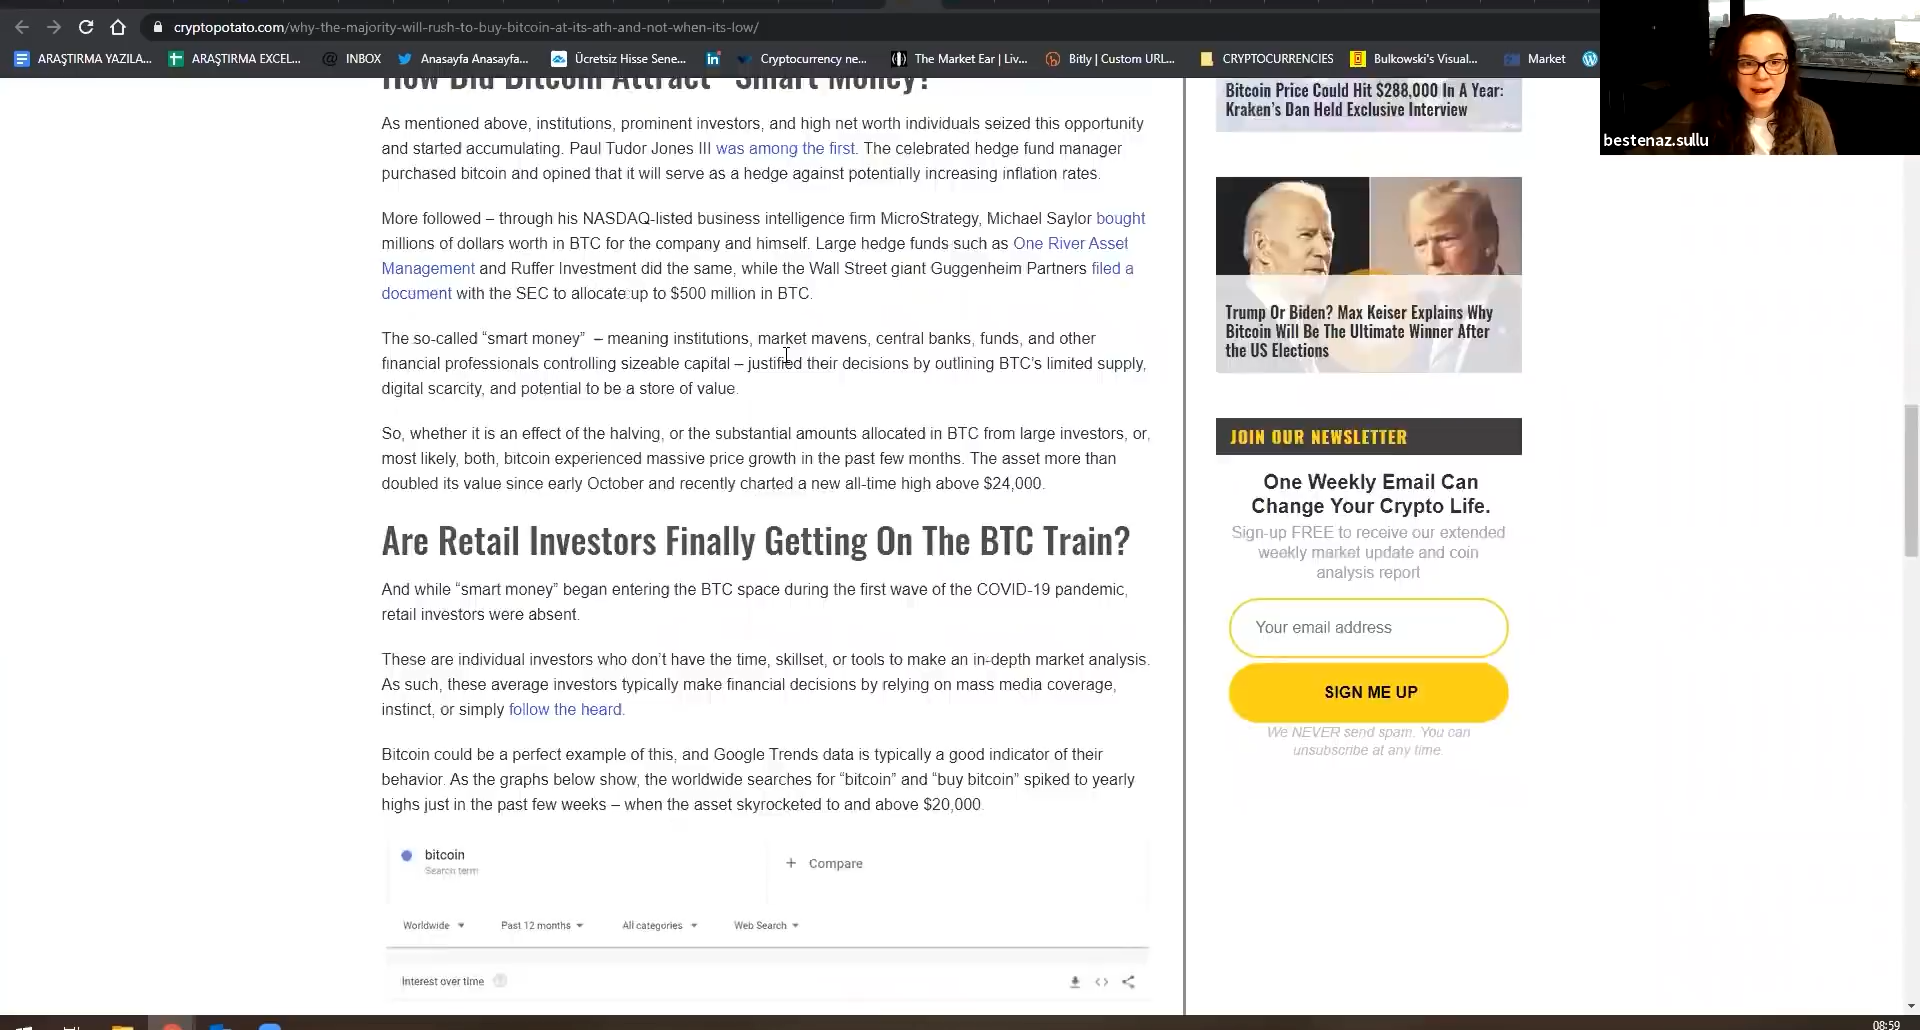 cryptopotato.com/why-the-majority-will-rush-to-buy-bitcoin-at-its-ath-and-not-when-its-low/
ARAŞTIRMA YAZILA...
ARAŞTIRMA EXCEL...
INBOX
Anasayfa Anasayfa...
Ücretsiz Hisse Sene...
Cryptocurrency ne...
The Market Ear | Liv...
Bitly | Custom URL...
CRYPTOCURRENCIES
Bulkowski's Visual...
Market
bestenaz.sullu
How Did Bitcoin Attract "Smart Money?"
As mentioned above, institutions, prominent investors, and high net worth individuals seized this opportunity
and started accumulating. Paul Tudor Jones III was among the first. The celebrated hedge fund manager
purchased bitcoin and opined that it will serve as a hedge against potentially increasing inflation rates.
More followed – through his NASDAQ-listed business intelligence firm MicroStrategy, Michael Saylor bought
millions of dollars worth in BTC for the company and himself. Large hedge funds such as One River Asset
Management and Ruffer Investment did the same, while the Wall Street giant Guggenheim Partners filed a
document with the SEC to allocate up to $500 million in BTC.
The so-called “smart money” – meaning institutions, market mavens, central banks, funds, and other
financial professionals controlling sizeable capital – justified their decisions by outlining BTC’s limited supply,
digital scarcity, and potential to be a store of value.
So, whether it is an effect of the halving, or the substantial amounts allocated in BTC from large investors, or,
most likely, both, bitcoin experienced massive price growth in the past few months. The asset more than
doubled its value since early October and recently charted a new all-time high above $24,000.
Are Retail Investors Finally Getting On The BTC Train?
And while “smart money” began entering the BTC space during the first wave of the COVID-19 pandemic,
retail investors were absent.
These are individual investors who don’t have the time, skillset, or tools to make an in-depth market analysis.
As such, these average investors typically make financial decisions by relying on mass media coverage,
instinct, or simply follow the heard.
Bitcoin could be a perfect example of this, and Google Trends data is typically a good indicator of their
behavior. As the graphs below show, the worldwide searches for “bitcoin” and “buy bitcoin” spiked to yearly
highs just in the past few weeks – when the asset skyrocketed to and above $20,000.
bitcoin
Search term
+ Compare
Worldwide
Past 12 months
All categories
Web Search
Interest over time
Bitcoin Price Could Hit $288,000 In A Year:
Kraken's Dan Held Exclusive Interview
Trump Or Biden? Max Keiser Explains Why
Bitcoin Will Be The Ultimate Winner After
the US Elections
JOIN OUR NEWSLETTER
One Weekly Email Can
Change Your Crypto Life.
Sign-up FREE to receive our extended
weekly market update and coin
analysis report
Your email address
SIGN ME UP
We NEVER send spam. You can
unsubscribe at any time.
08:59